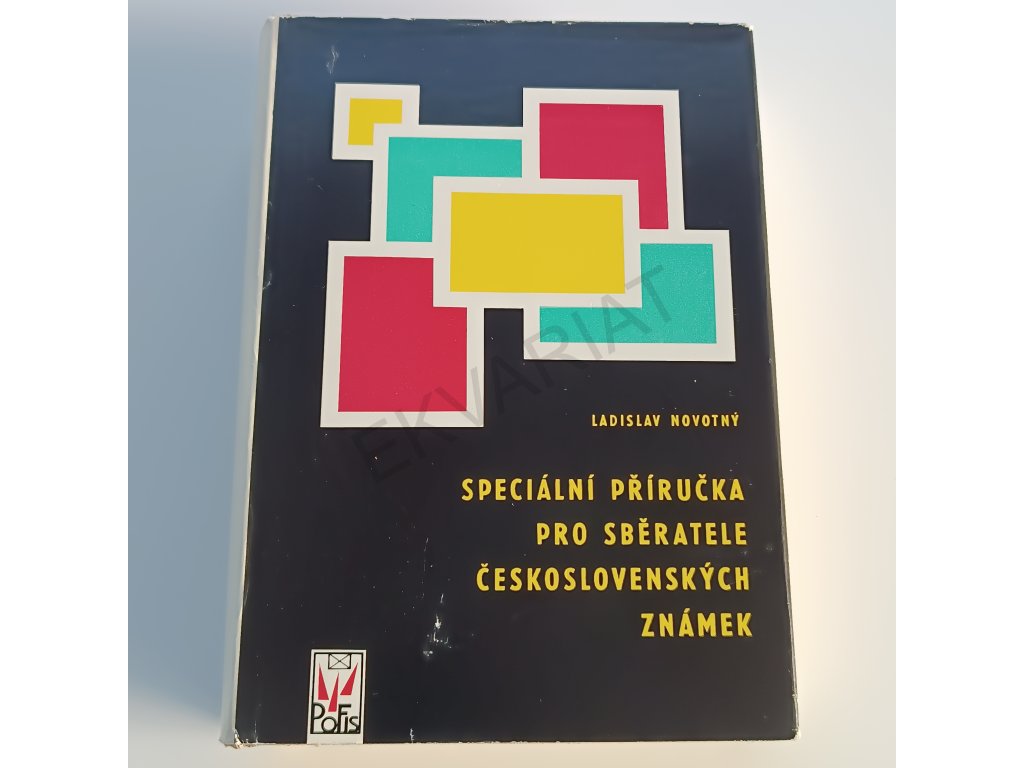 LADISLAV NOVOTNÝ
SPECIÁLNÍ PŘÍRUČKA
PRO SBĚRATELE
ČESKOSLOVENSKÝCH
ZNÁMEK
POFIS
EKVARIAT